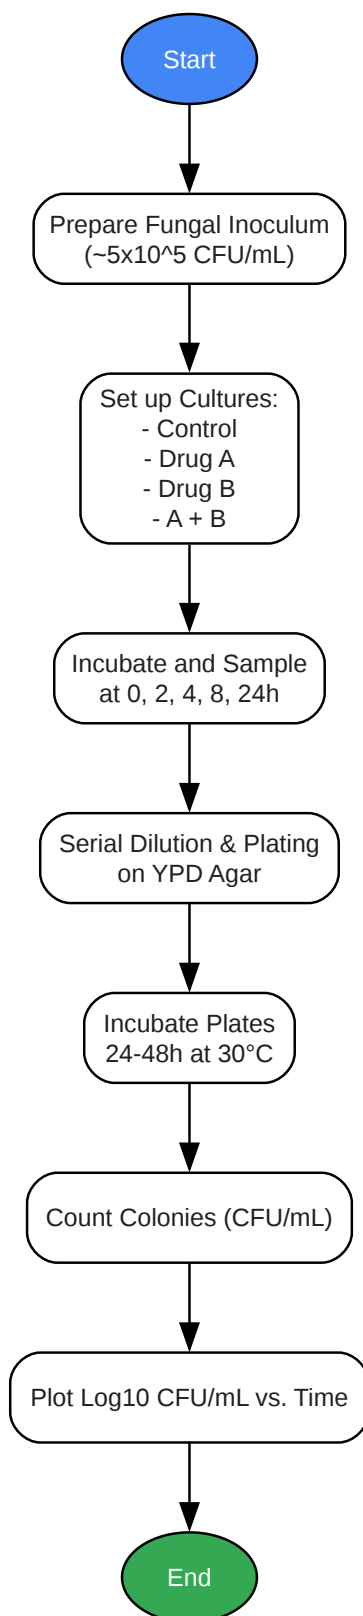 Start
Prepare Fungal Inoculum
(~5x10^5 CFU/mL)
Set up Cultures:
- Control
- Drug A
- Drug B
- A + B
Incubate and Sample
at 0, 2, 4, 8, 24h
Serial Dilution & Plating
on YPD Agar
Incubate Plates
24-48h at 30°C
Count Colonies (CFU/mL)
Plot Log10 CFU/mL vs. Time
End